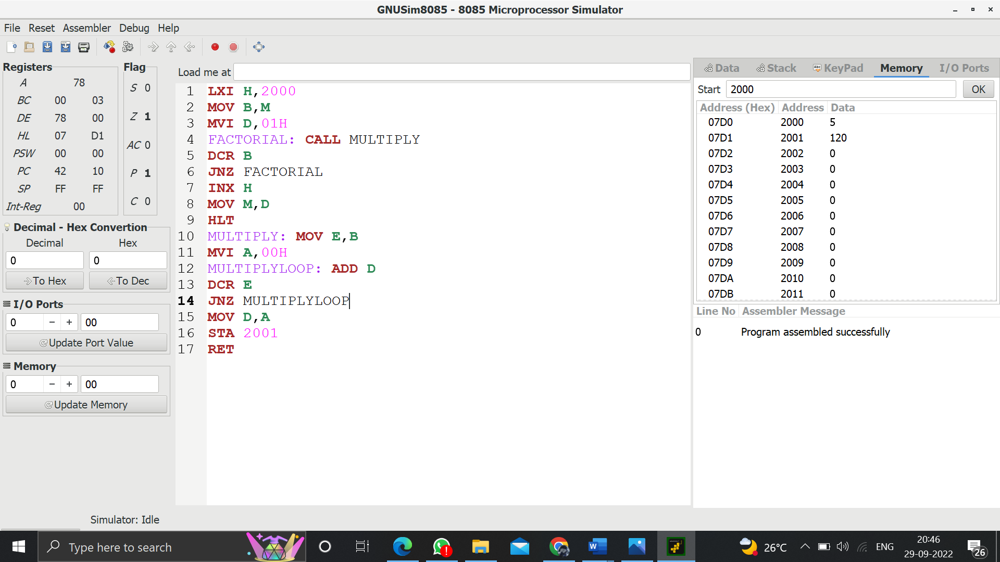 GNUSim8085 - 8085 Microprocessor Simulator
File Reset Assembler Debug Help
Registers
A 78
BC 00 03
DE 78 00
HL 07 D1
PSW 00 00
PC 42 10
SP FF FF
Int-Reg 00
Flag
S 0
Z 1
AC 0
P 1
C 0
Decimal - Hex Convertion
Decimal Hex
0 0
To Hex To Dec
I/O Ports
0 − + 00
Update Port Value
Memory
0 − + 00
Update Memory
Load me at
1 LXI H,2000
2 MOV B,M
3 MVI D,01H
4 FACTORIAL: CALL MULTIPLY
5 DCR B
6 JNZ FACTORIAL
7 INX H
8 MOV M,D
9 HLT
10 MULTIPLY: MOV E,B
11 MVI A,00H
12 MULTIPLYLOOP: ADD D
13 DCR E
14 JNZ MULTIPLYLOOP
15 MOV D,A
16 STA 2001
17 RET
Data Stack Abc KeyPad Memory I/O Ports
Start 2000 OK
Address (Hex) Address Data
07D0 2000 5
07D1 2001 120
07D2 2002 0
07D3 2003 0
07D4 2004 0
07D5 2005 0
07D6 2006 0
07D7 2007 0
07D8 2008 0
07D9 2009 0
07DA 2010 0
07DB 2011 0
Line No Assembler Message
0 Program assembled successfully
Simulator: Idle
Type here to search
W
26°C
ENG
20:46
29-09-2022
26